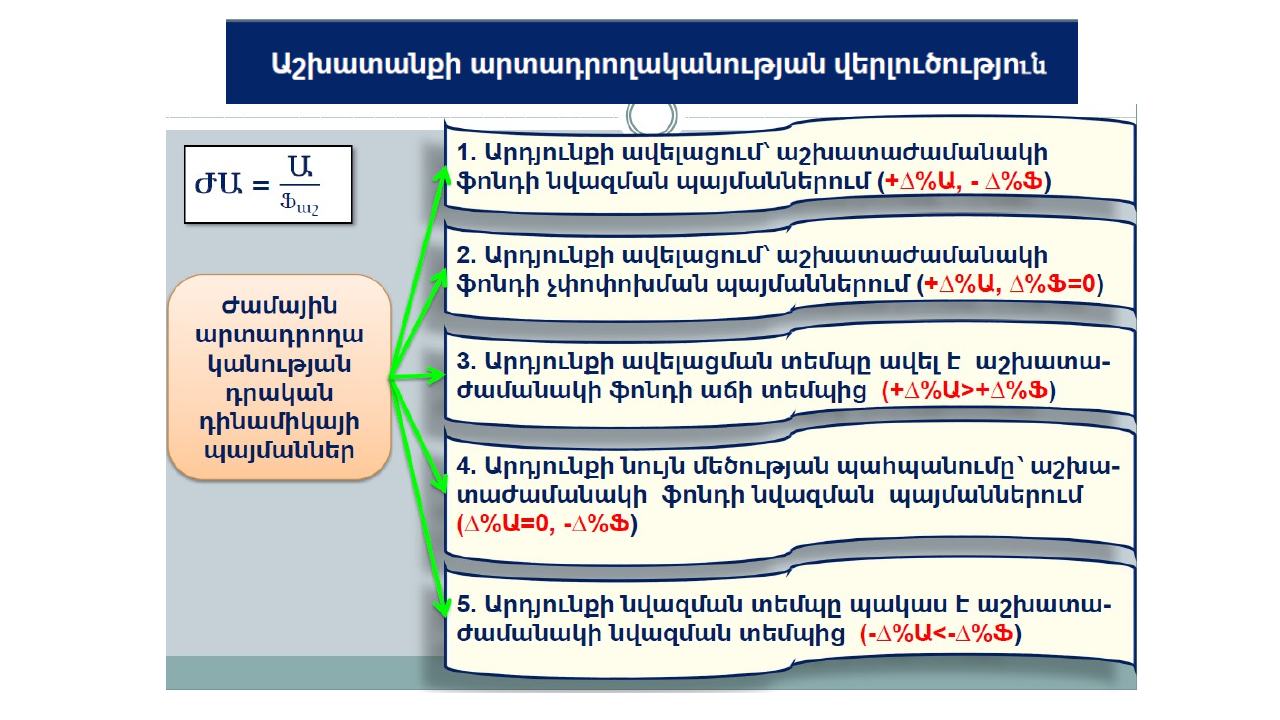 Աշխատանքի արտադրողականության վերլուծություն
ԺԱ = Ա / Ֆաշ
Ժամային
արտադրողա
կանության
դրական
դինամիկայի
պայմաններ
1. Արդյունքի ավելացում՝ աշխատաժամանակի
ֆոնդի նվազման պայմաններում (+∆%Ա, - ∆%Ֆ)
2. Արդյունքի ավելացում՝ աշխատաժամանակի
ֆոնդի չփոփոխման պայմաններում (+∆%Ա, ∆%Ֆ=0)
3. Արդյունքի ավելացման տեմպը ավել է աշխատա-
ժամանակի ֆոնդի աճի տեմպից (+∆%Ա>+∆%Ֆ)
4. Արդյունքի նույն մեծության պահպանումը՝ աշխա-
տաժամանակի ֆոնդի նվազման պայմաններում
(∆%Ա=0, -∆%Ֆ)
5. Արդյունքի նվազման տեմպը պակաս է աշխատա-
ժամանակի նվազման տեմպից (-∆%Ա<-∆%Ֆ)